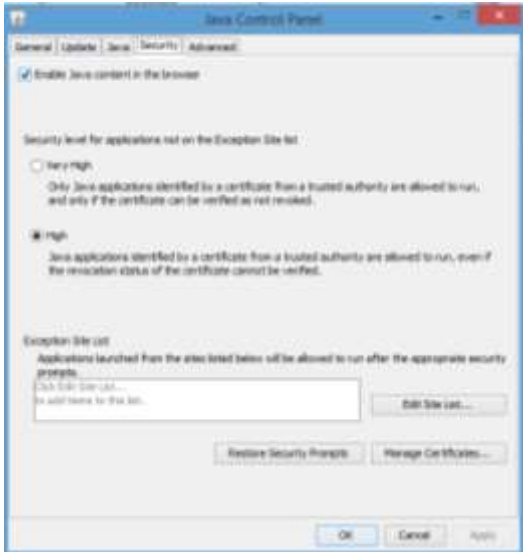 Java Control Panel
General Update Java Security Advanced
Enable Java content in the browser
Security level for applications not on the Exception Site list
Very High
Only Java applications identified by a certificate from a trusted authority are allowed to run,
and only if the certificate can be verified as not revoked.
High
Java applications identified by a certificate from a trusted authority are allowed to run, even if
the revocation status of the certificate cannot be verified.
Exception Site List
Applications launched from the sites listed below will be allowed to run after the appropriate security
prompts.
Click Edit Site List...
to add items to this list.
Edit Site List...
Restore Security Prompts Manage Certificates...
OK Cancel Apply